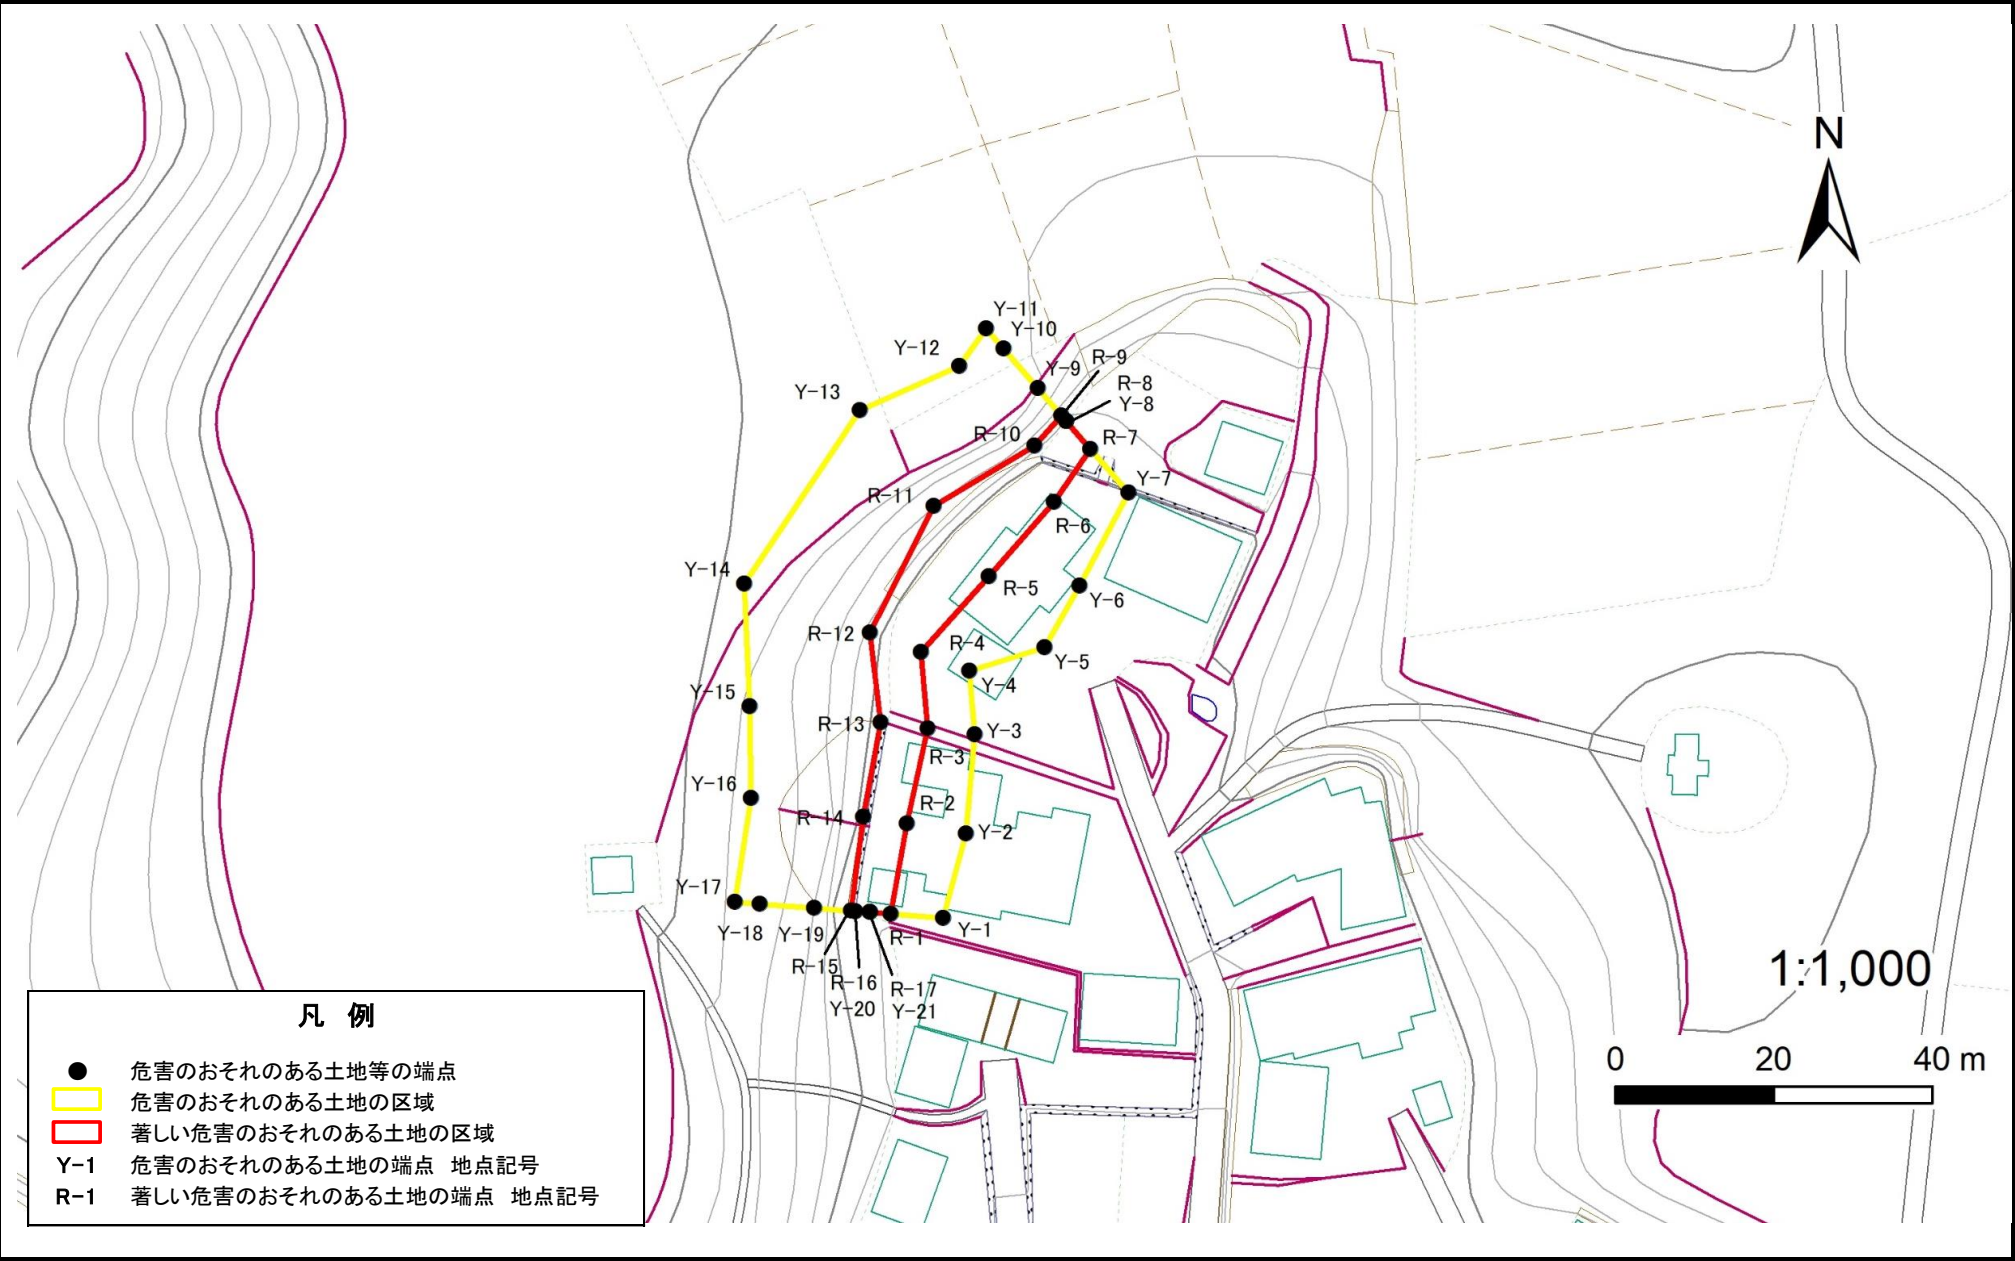 N
Y-11
Y-10
Y-12
R-9
Y-9
R-8
Y-8
Y-13
R-10
R-7
Y-7
R-11
R-6
Y-14
R-5
Y-6
R-12
R-4
Y-5
Y-4
Y-15
R-13
Y-3
R-3
Y-16
R-2
R-14
Y-2
Y-17
Y-18
Y-19
R-1
Y-1
R-15
R-16
Y-20
R-17
Y-21
1:1,000
0 20 40 m
凡 例
危害のおそれのある土地等の端点
危害のおそれのある土地の区域
著しい危害のおそれのある土地の区域
Y-1 危害のおそれのある土地の端点 地点記号
R-1 著しい危害のおそれのある土地の端点 地点記号